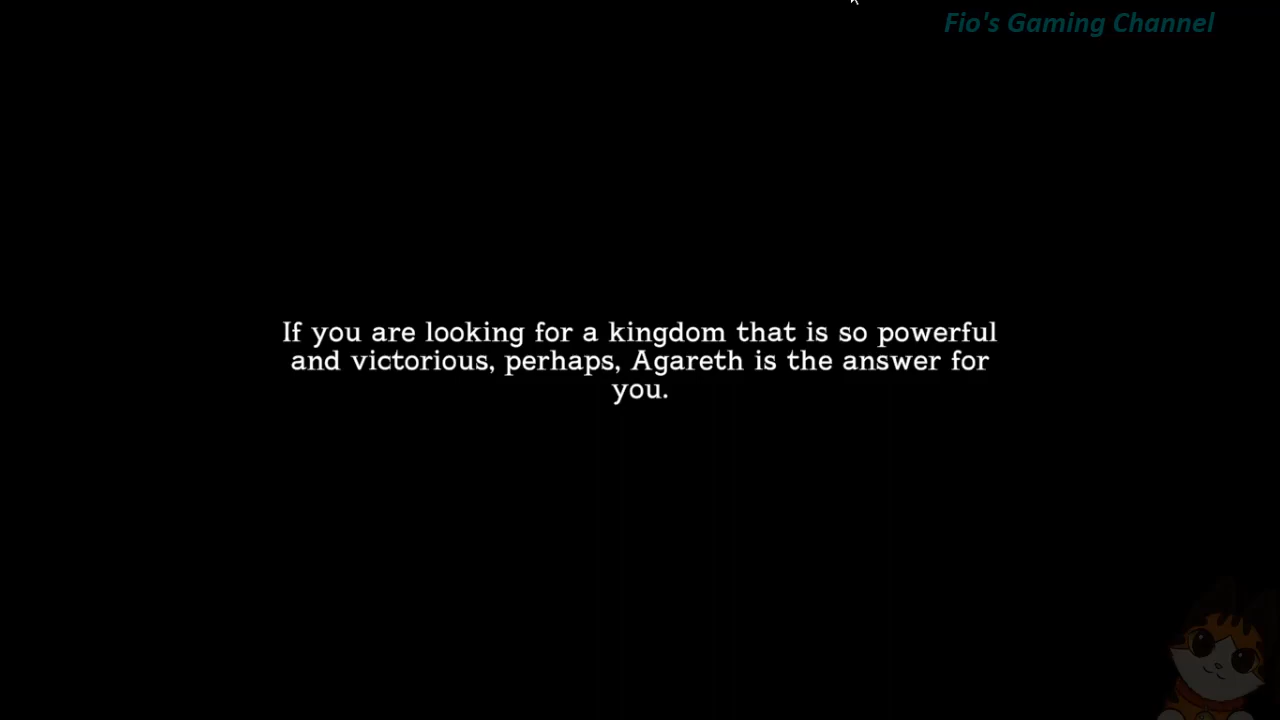 Fio's Gaming Channel
If you are looking for a kingdom that is so powerful
and victorious, perhaps, Agareth is the answer for
you.